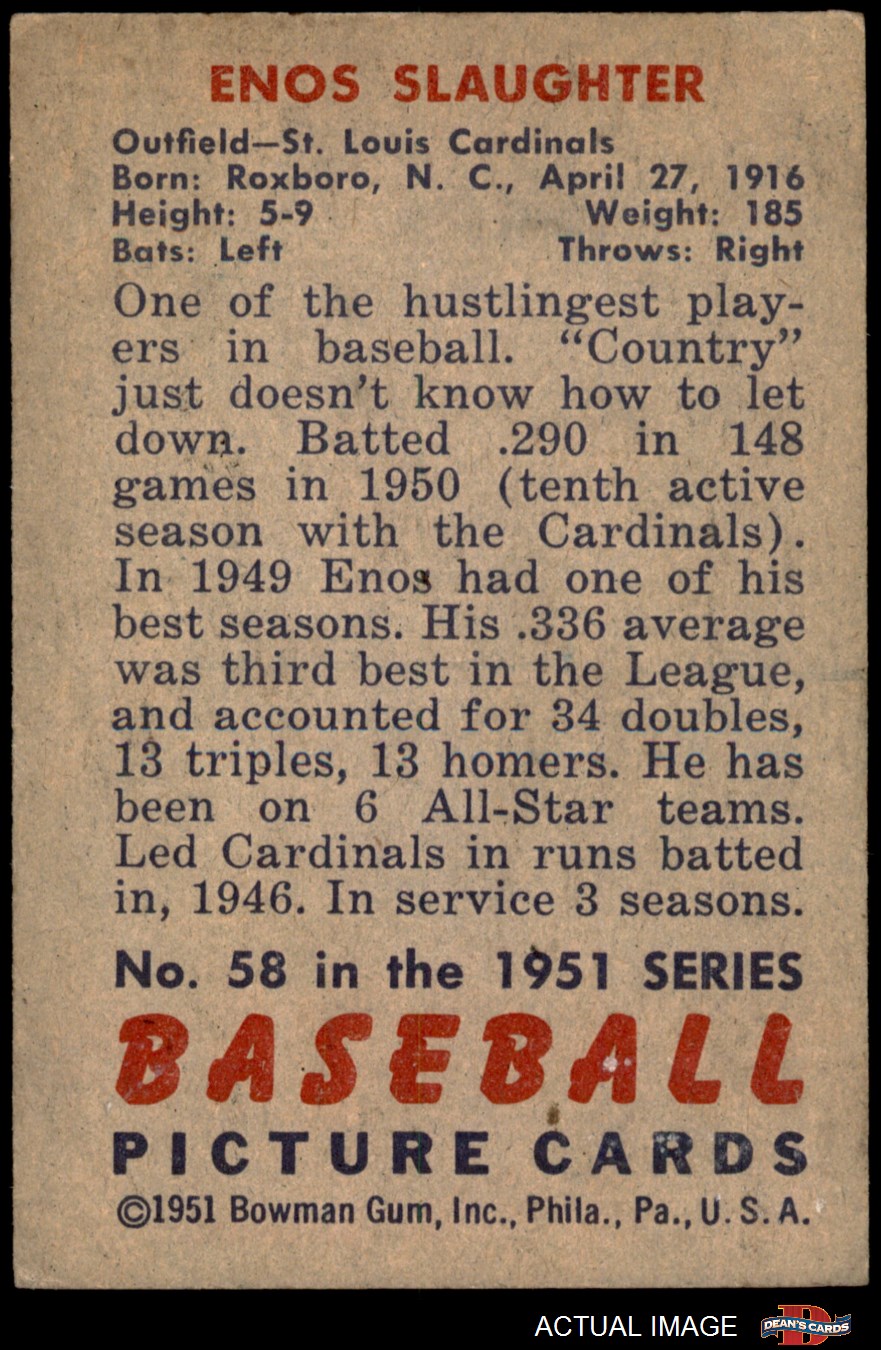 ENOS SLAUGHTER
Outfield—St. Louis Cardinals
Born: Roxboro, N. C., April 27, 1916
Height: 5-9 Weight: 185
Bats: Left Throws: Right
One of the hustlingest play-
ers in baseball. “Country”
just doesn’t know how to let
down. Batted .290 in 148
games in 1950 (tenth active
season with the Cardinals).
In 1949 Enos had one of his
best seasons. His .336 average
was third best in the League,
and accounted for 34 doubles,
13 triples, 13 homers. He has
been on 6 All-Star teams.
Led Cardinals in runs batted
in, 1946. In service 3 seasons.
No. 58 in the 1951 SERIES
BASEBALL
PICTURE CARDS
©1951 Bowman Gum, Inc., Phila., Pa., U. S. A.
ACTUAL IMAGE
D
DEAN'S CARDS